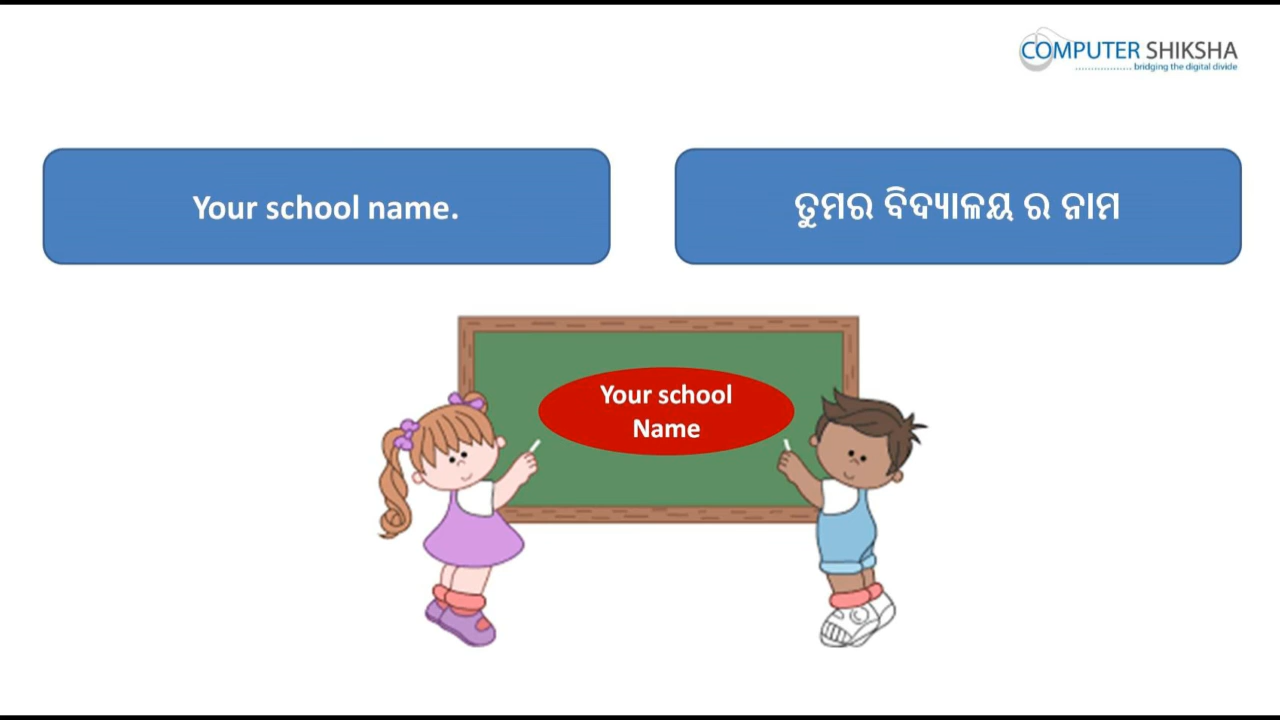 COMPUTER SHIKSHA
bridging the digital divide
Your school name.
ତୁମର ବିଦ୍ୟାଳୟ ର ନାମ
Your school
Name